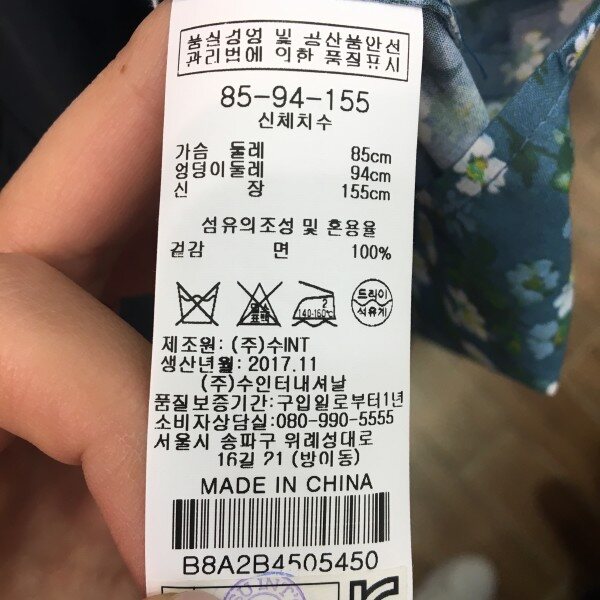 품질경영 및 공산품안전
관리법에 의한 품질표시
85-94-155
신체치수
가슴 둘레 85cm
엉덩이둘레 94cm
신 장 155cm
섬유의조성 및 혼용율
겉감 면 100%
140-160℃
드라이
석유계
제조원: (주)수INT
생산년월: 2017.11
(주)수인터내셔날
품질보증기간:구입일로부터1년
소비자상담실:080-990-5555
서울시 송파구 위례성대로
16길 21 (방이동)
MADE IN CHINA
B8A2B4505450